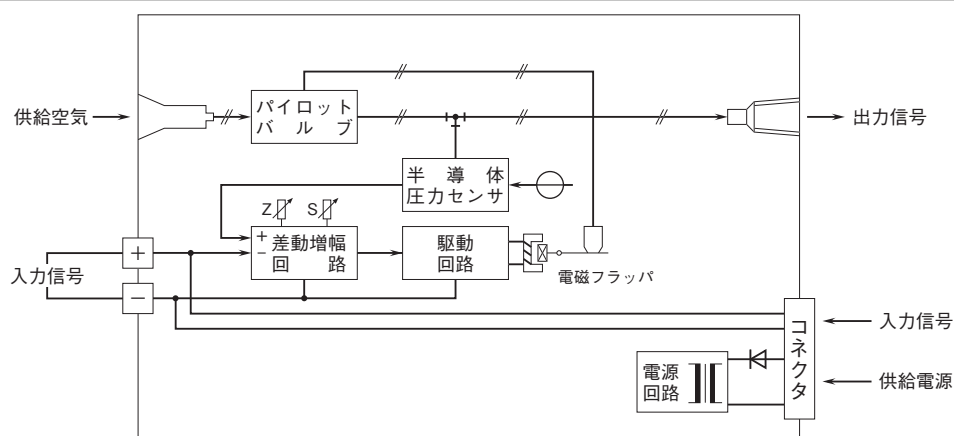 供給空気
パイロット
バルブ
出力信号
半導体
圧力センサ
Z
S
+
−
差動増幅
回路
駆動
回路
電磁フラッパ
+
入力信号
−
コネクタ
入力信号
電源
回路
供給電源